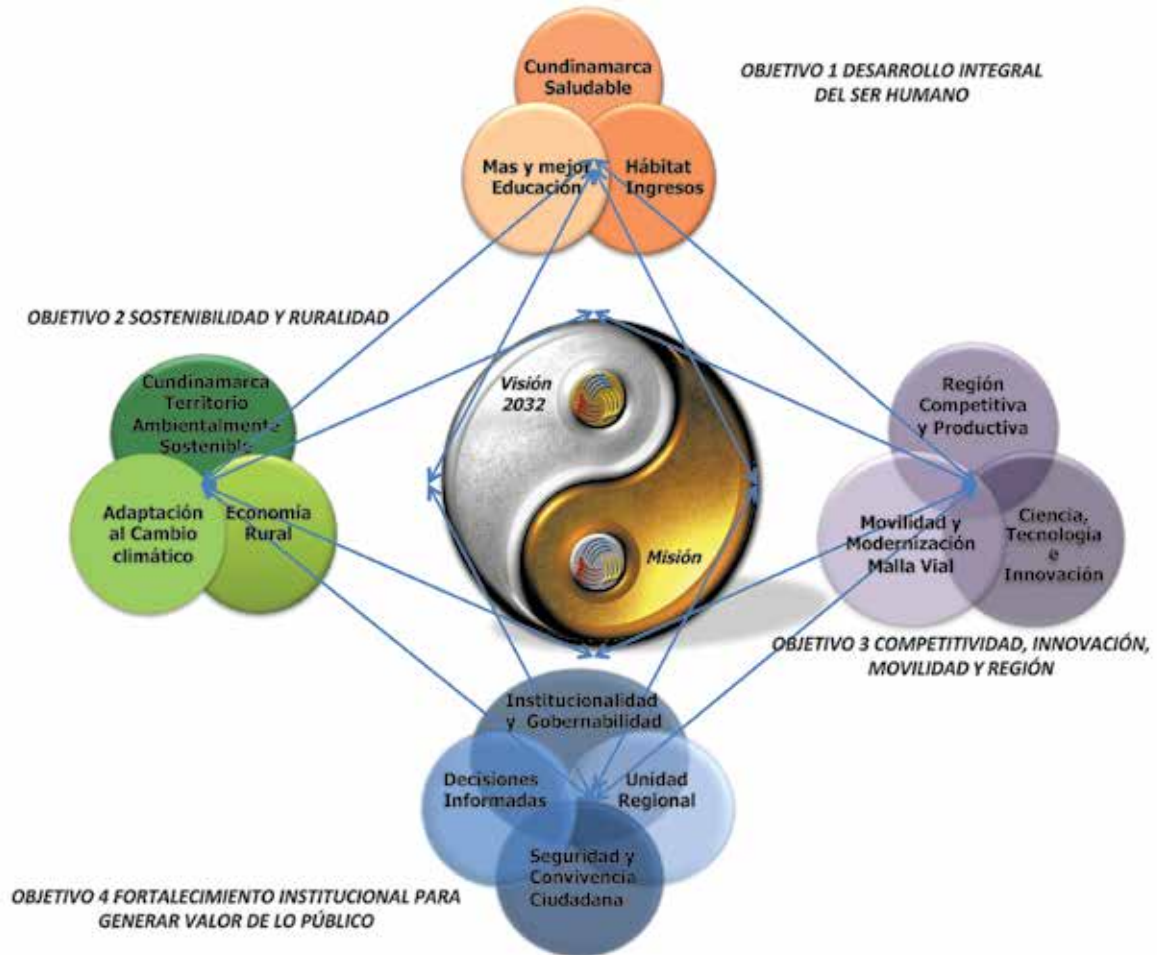 OBJETIVO 1 DESARROLLO INTEGRAL
DEL SER HUMANO
Cundinamarca
Saludable
Mas y mejor
Educación
Hábitat
Ingresos
OBJETIVO 2 SOSTENIBILIDAD Y RURALIDAD
Cundinamarca
Territorio
Ambientalmente
Sostenible
Adaptación
al Cambio
climático
Economía
Rural
Visión
2032
Misión
Región
Competitiva
y Productiva
Movilidad y
Modernización
Malla Vial
Ciencia,
Tecnología
e
Innovación
OBJETIVO 3 COMPETITIVIDAD, INNOVACIÓN,
MOVILIDAD Y REGIÓN
Institucionalidad
y Gobernabilidad
Decisiones
Informadas
Unidad
Regional
Seguridad y
Convivencia
Ciudadana
OBJETIVO 4 FORTALECIMIENTO INSTITUCIONAL PARA
GENERAR VALOR DE LO PÚBLICO